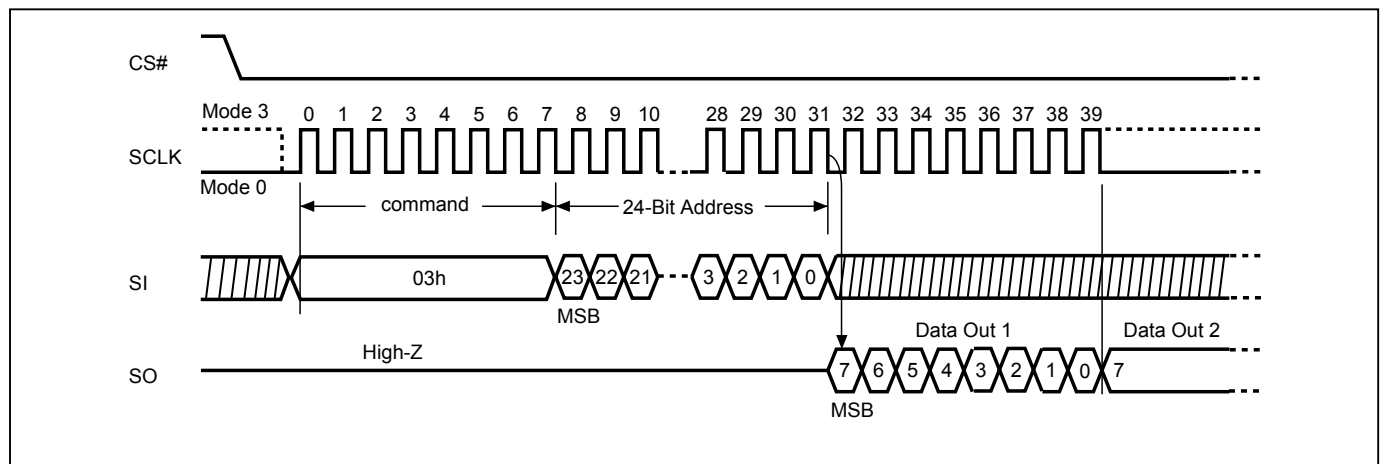 CS#
Mode 3
0 1 2 3 4 5 6 7 8 9 10 28 29 30 31 32 33 34 35 36 37 38 39
SCLK
Mode 0
command 24-Bit Address
SI 03h 23 22 21 3 2 1 0
MSB
Data Out 1 Data Out 2
High-Z
SO 7 6 5 4 3 2 1 0 7
MSB